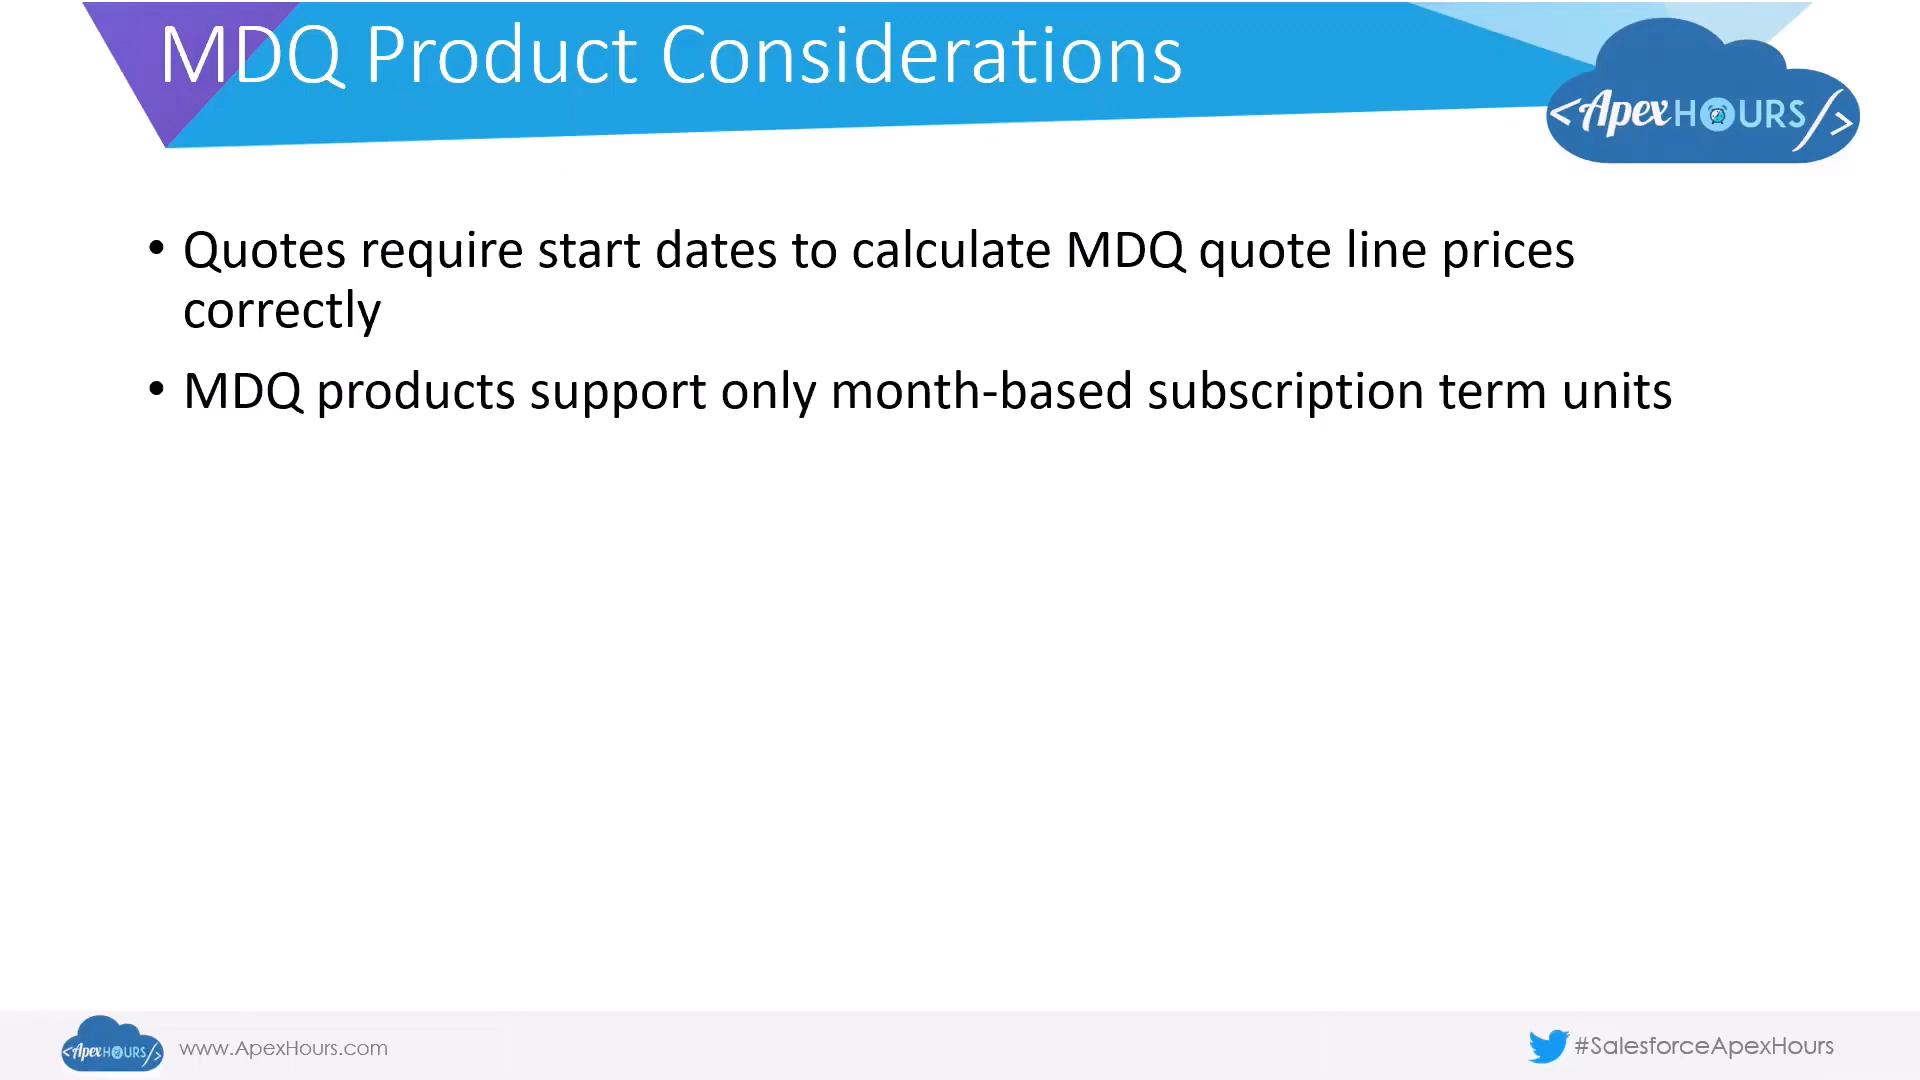 MDQ Product Considerations
<ApexHOURS/>
• Quotes require start dates to calculate MDQ quote line prices
correctly
• MDQ products support only month-based subscription term units
<ApexHOURS/>
www.ApexHours.com
#SalesforceApexHours